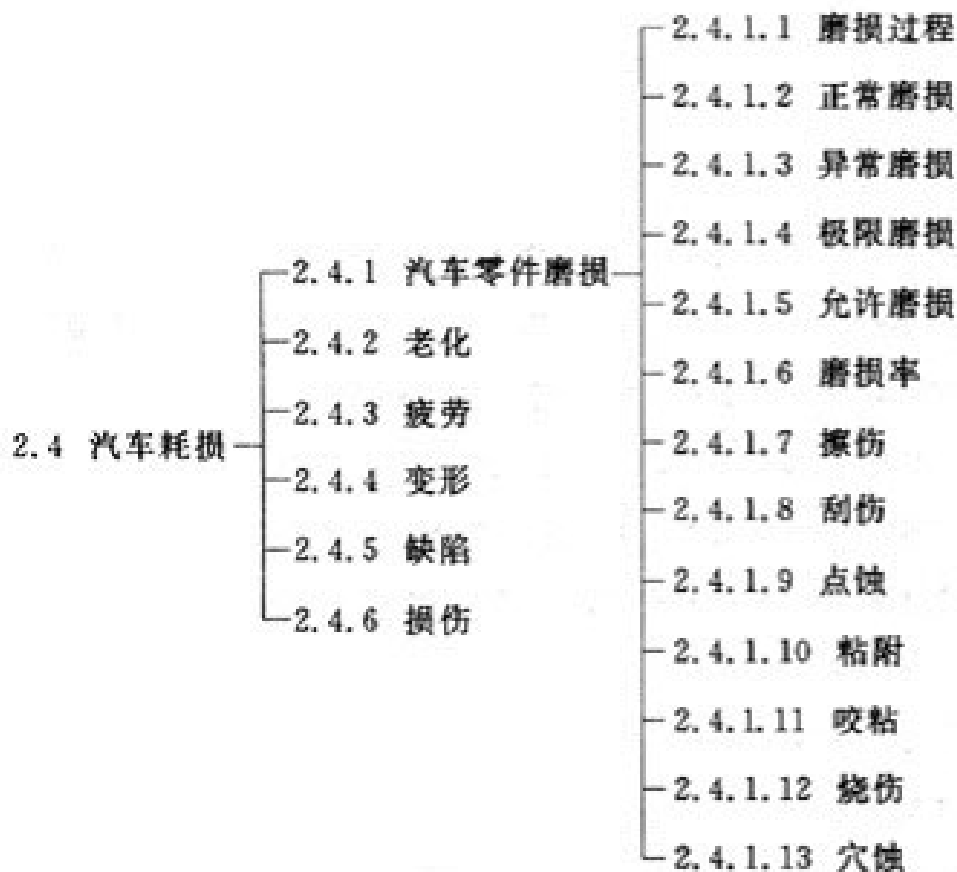 2.4 汽车耗损
2.4.1 汽车零件磨损
2.4.2 老化
2.4.3 疲劳
2.4.4 变形
2.4.5 缺陷
2.4.6 损伤
2.4.1.1 磨损过程
2.4.1.2 正常磨损
2.4.1.3 异常磨损
2.4.1.4 极限磨损
2.4.1.5 允许磨损
2.4.1.6 磨损率
2.4.1.7 擦伤
2.4.1.8 刮伤
2.4.1.9 点蚀
2.4.1.10 粘附
2.4.1.11 咬粘
2.4.1.12 烧伤
2.4.1.13 穴蚀